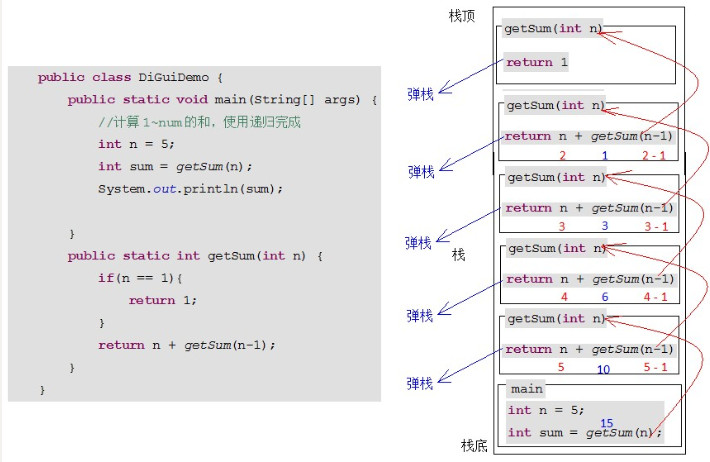 public class DiGuiDemo {
public static void main(String[] args) {
//计算1~num的和，使用递归完成
int n = 5;
int sum = getSum(n);
System.out.println(sum);
}
public static int getSum(int n) {
if(n == 1){
return 1;
}
return n + getSum(n-1);
}
}
栈顶
getSum(int n)
return 1
弹栈
getSum(int n)
return n + getSum(n-1)
2 1 2-1
弹栈
getSum(int n)
return n + getSum(n-1)
3 3 3-1
弹栈
栈
getSum(int n)
return n + getSum(n-1)
4 6 4-1
弹栈
getSum(int n)
return n + getSum(n-1)
5 10 5-1
弹栈
main
int n = 5;
15
int sum = getSum(n);
栈底